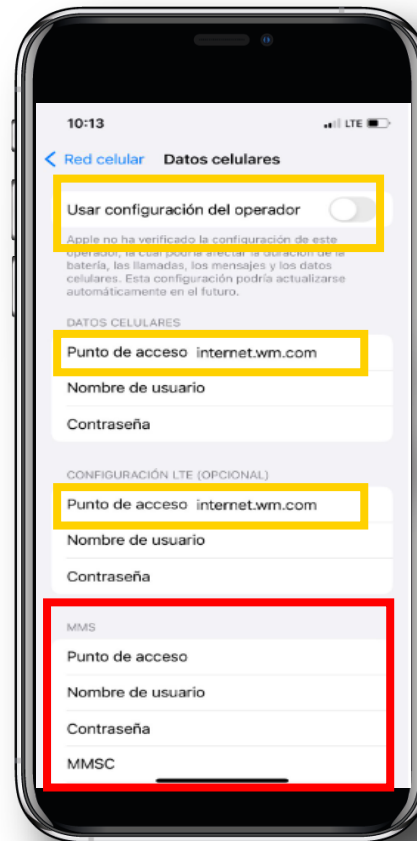 10:13
LTE
Red celular Datos celulares
Usar configuración del operador
Apple no ha verificado la configuración de este
operador, la cual podría afectar la duración de la
batería, las llamadas, los mensajes y los datos
celulares. Esta configuración podría actualizarse
automáticamente en el futuro.
DATOS CELULARES
Punto de acceso internet.wm.com
Nombre de usuario
Contraseña
CONFIGURACIÓN LTE (OPCIONAL)
Punto de acceso internet.wm.com
Nombre de usuario
Contraseña
MMS
Punto de acceso
Nombre de usuario
Contraseña
MMSC